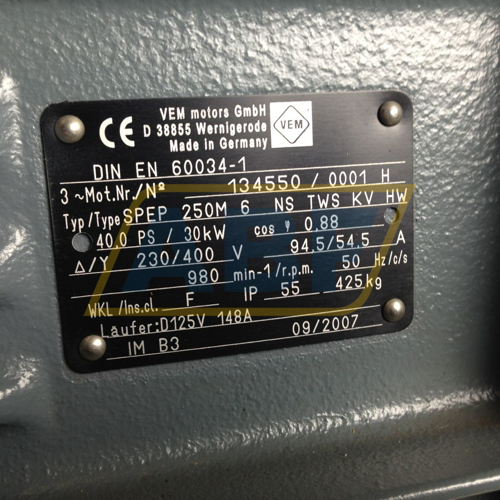 VEM motors GmbH
D 38855 Wernigerode
Made in Germany
VEM
CE
DIN EN 60034-1
3 ~Mot.Nr./Nº 134550 / 0001 H
Typ/Type SPEP 250M 6 NS TWS KV HW
40,0 PS / 30kW cos φ 0,88
Δ/Y 230/400 V 94,5/54,5 A
980 min-1/r.p.m. 50 Hz/c/s
WKL /Ins.cl. F IP 55 425kg
Läufer:D125V 148A
IM B3 09/2007